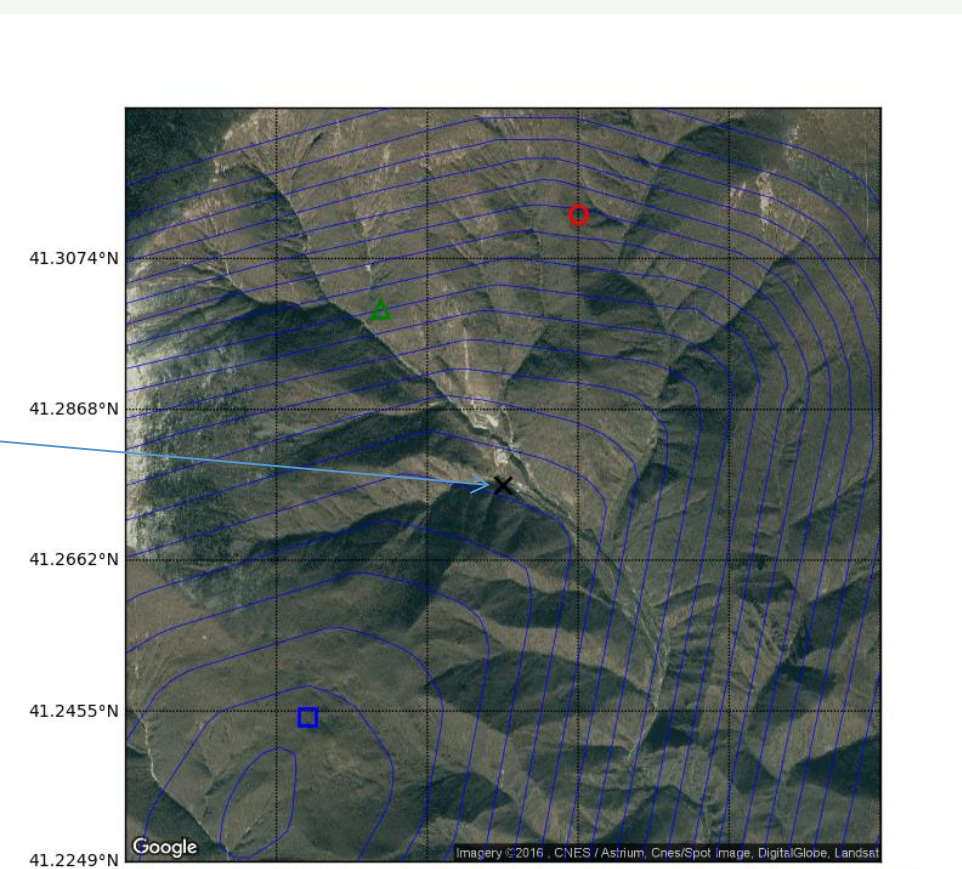 41.3074°N
41.2868°N
41.2662°N
41.2455°N
41.2249°N
Google
Imagery ©2016 , CNES / Astrium, Cnes/Spot Image, DigitalGlobe, Landsat